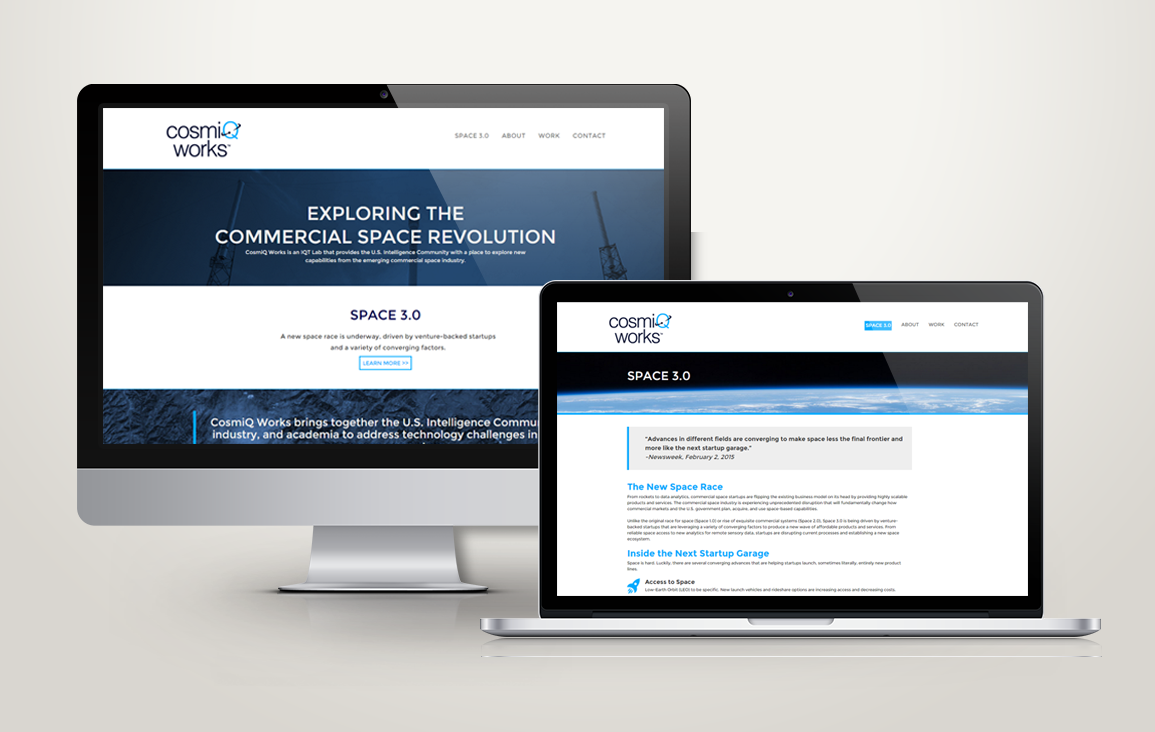 cosmiQ
works™
SPACE 3.0 ABOUT WORK CONTACT
EXPLORING THE
COMMERCIAL SPACE REVOLUTION
CosmiQ Works is an IQT Lab that provides the U.S. Intelligence Community with a place to explore new
capabilities from the emerging commercial space industry.
SPACE 3.0
A new space race is underway, driven by venture-backed startups
and a variety of converging factors.
LEARN MORE >>
CosmiQ Works brings together the U.S. Intelligence Commu
industry, and academia to address technology challenges in
cosmiQ
works™
SPACE 3.0 ABOUT WORK CONTACT
SPACE 3.0
"Advances in different fields are converging to make space less the final frontier and
more like the next startup garage."
-Newsweek, February 2, 2015
The New Space Race
From rockets to data analytics, commercial space startups are flipping the existing business model on its head by providing highly scalable
products and services. The commercial space industry is experiencing unprecedented disruption that will fundamentally change how
commercial markets and the U.S. government plan, acquire, and use space-based capabilities.
Unlike the original race for space (Space 1.0) or rise of exquisite commercial systems (Space 2.0), Space 3.0 is being driven by venture-
backed startups that are leveraging a variety of converging factors to produce a new wave of affordable products and services. From
reliable space access to new analytics for remote sensory data, startups are disrupting current processes and establishing a new space
ecosystem.
Inside the Next Startup Garage
Space is hard. Luckily, there are several converging advances that are helping startups launch, sometimes literally, entirely new product
lines.
Access to Space
Low-Earth Orbit (LEO) to be specific. New launch vehicles and rideshare options are increasing access and decreasing costs,